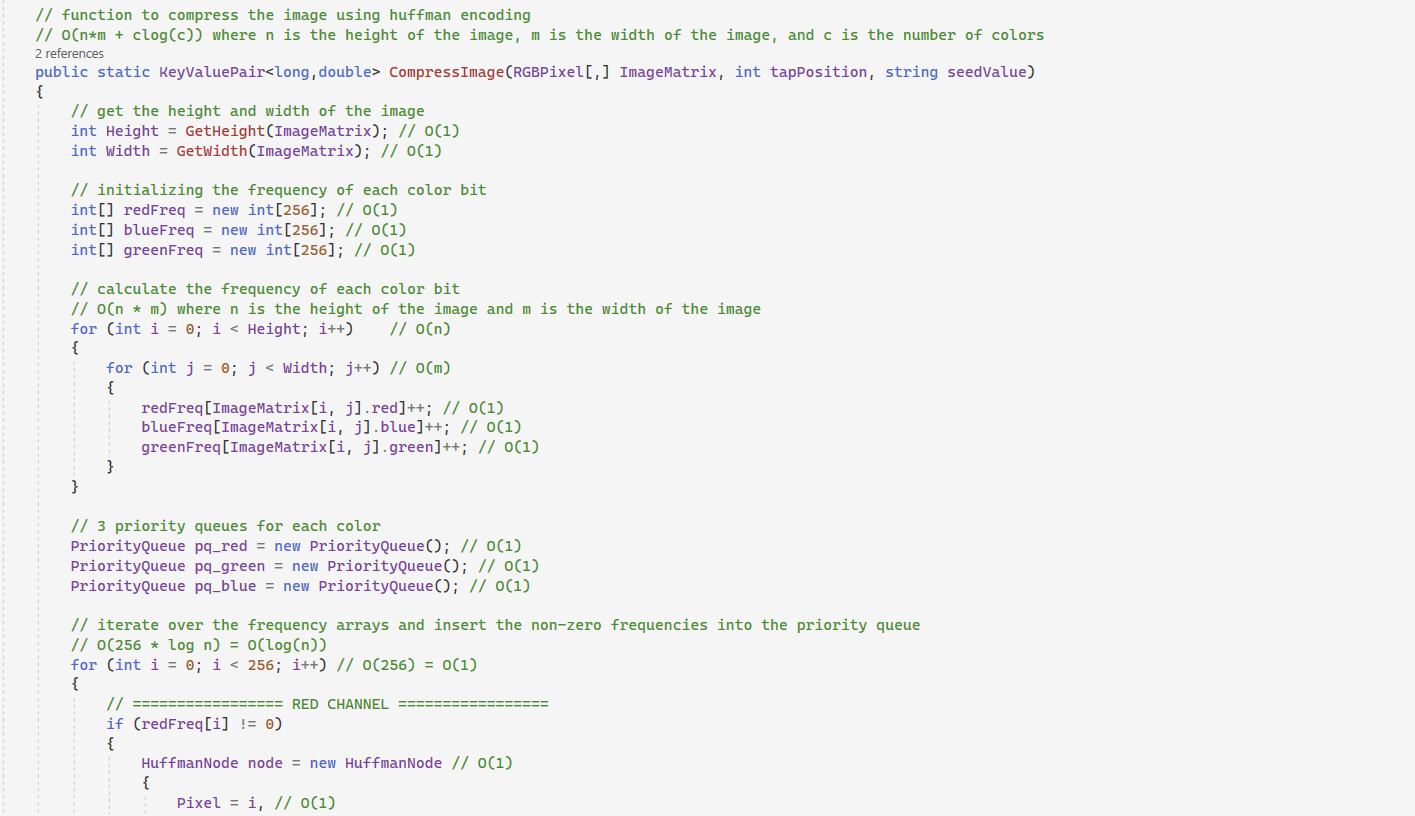 // function to compress the image using huffman encoding
// O(n*m + clog(c)) where n is the height of the image, m is the width of the image, and c is the number of colors
2 references
public static KeyValuePair<long,double> CompressImage(RGBPixel[,] ImageMatrix, int tapPosition, string seedValue)
{
// get the height and width of the image
int Height = GetHeight(ImageMatrix); // O(1)
int Width = GetWidth(ImageMatrix); // O(1)
// initializing the frequency of each color bit
int[] redFreq = new int[256]; // O(1)
int[] blueFreq = new int[256]; // O(1)
int[] greenFreq = new int[256]; // O(1)
// calculate the frequency of each color bit
// O(n * m) where n is the height of the image and m is the width of the image
for (int i = 0; i < Height; i++)    // O(n)
{
for (int j = 0; j < Width; j++) // O(m)
{
redFreq[ImageMatrix[i, j].red]++; // O(1)
blueFreq[ImageMatrix[i, j].blue]++; // O(1)
greenFreq[ImageMatrix[i, j].green]++; // O(1)
}
}
// 3 priority queues for each color
PriorityQueue pq_red = new PriorityQueue(); // O(1)
PriorityQueue pq_green = new PriorityQueue(); // O(1)
PriorityQueue pq_blue = new PriorityQueue(); // O(1)
// iterate over the frequency arrays and insert the non-zero frequencies into the priority queue
// O(256 * log n) = O(log(n))
for (int i = 0; i < 256; i++) // O(256) = O(1)
{
// ================= RED CHANNEL =================
if (redFreq[i] != 0)
{
HuffmanNode node = new HuffmanNode // O(1)
{
Pixel = i, // O(1)